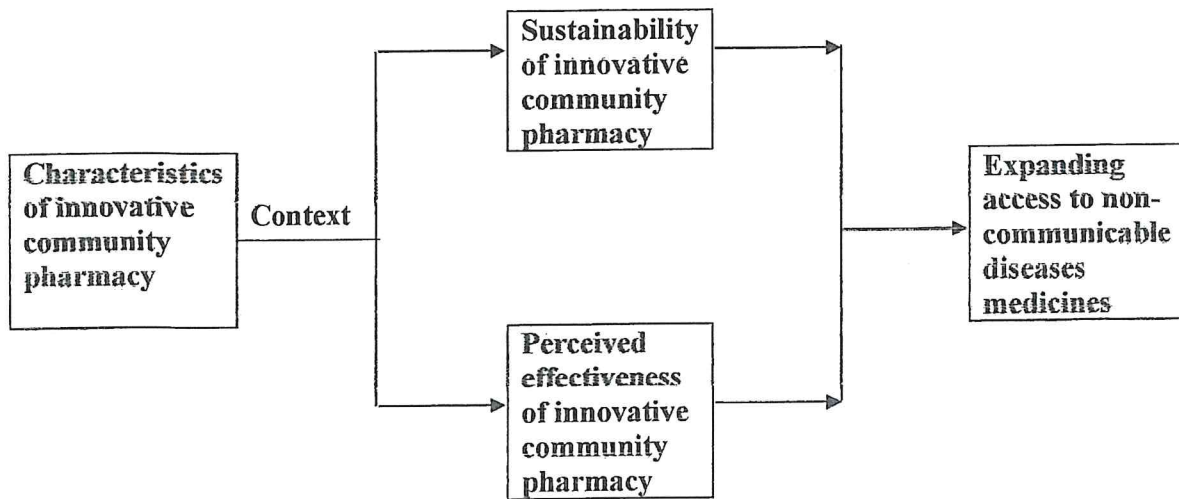 Characteristics
of innovative
community
pharmacy
Context
Sustainability
of innovative
community
pharmacy
Perceived
effectiveness
of innovative
community
pharmacy
Expanding
access to non-
communicable
diseases
medicines